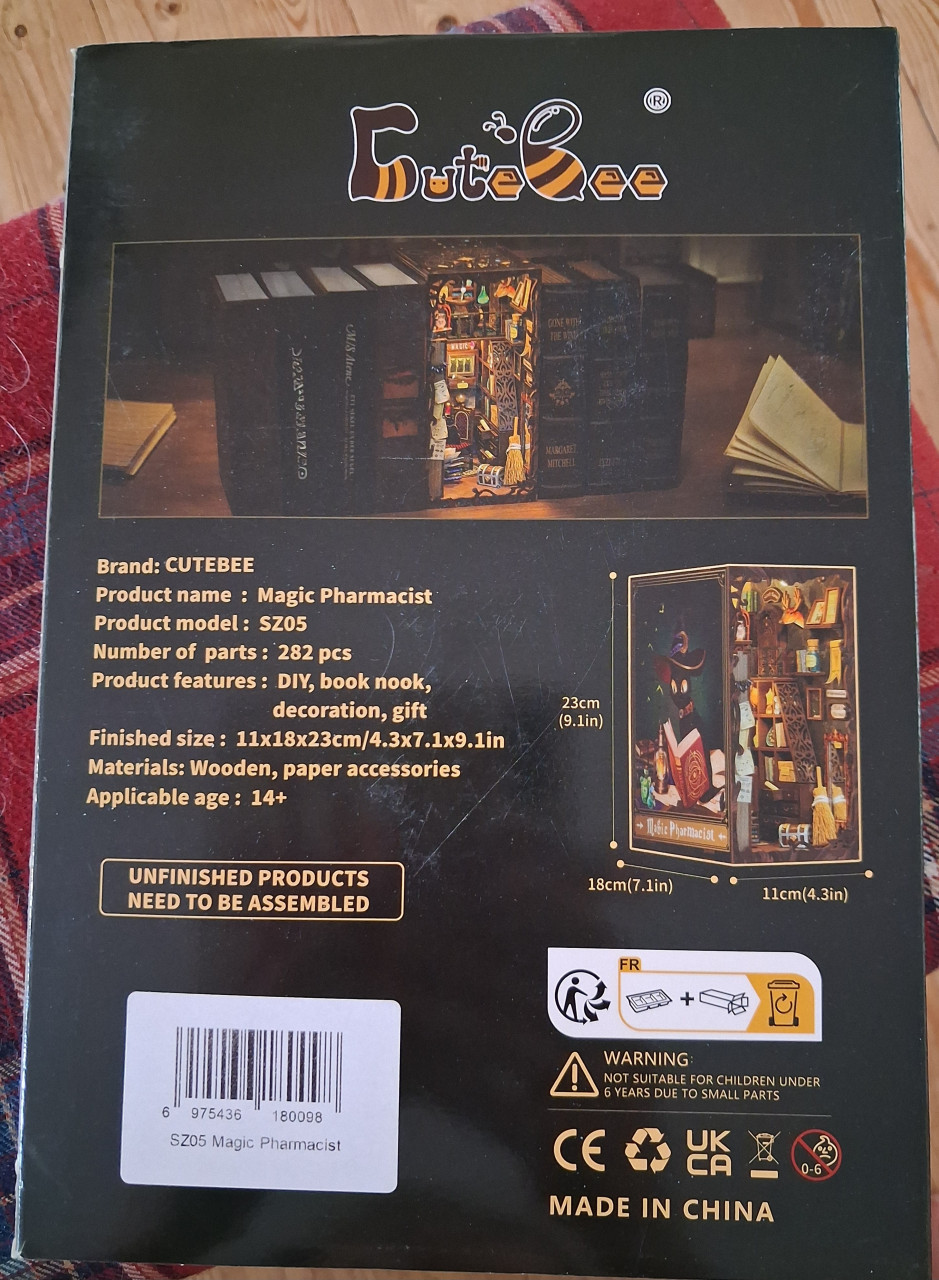 CuteBee ®
GONE WITH
THE WIND
MARGARET
MITCHELL
MAGIC
Brand: CUTEBEE
Product name : Magic Pharmacist
Product model : SZ05
Number of parts : 282 pcs
Product features : DIY, book nook,
decoration, gift
Finished size : 11x18x23cm/4.3x7.1x9.1in
Materials: Wooden, paper accessories
Applicable age : 14+
23cm
(9.1in)
Magic Pharmacist
18cm(7.1in)
11cm(4.3in)
UNFINISHED PRODUCTS
NEED TO BE ASSEMBLED
FR
+
WARNING:
NOT SUITABLE FOR CHILDREN UNDER
6 YEARS DUE TO SMALL PARTS
6 975436 180098
SZ05 Magic Pharmacist
CE
UK
CA
0-6
MADE IN CHINA